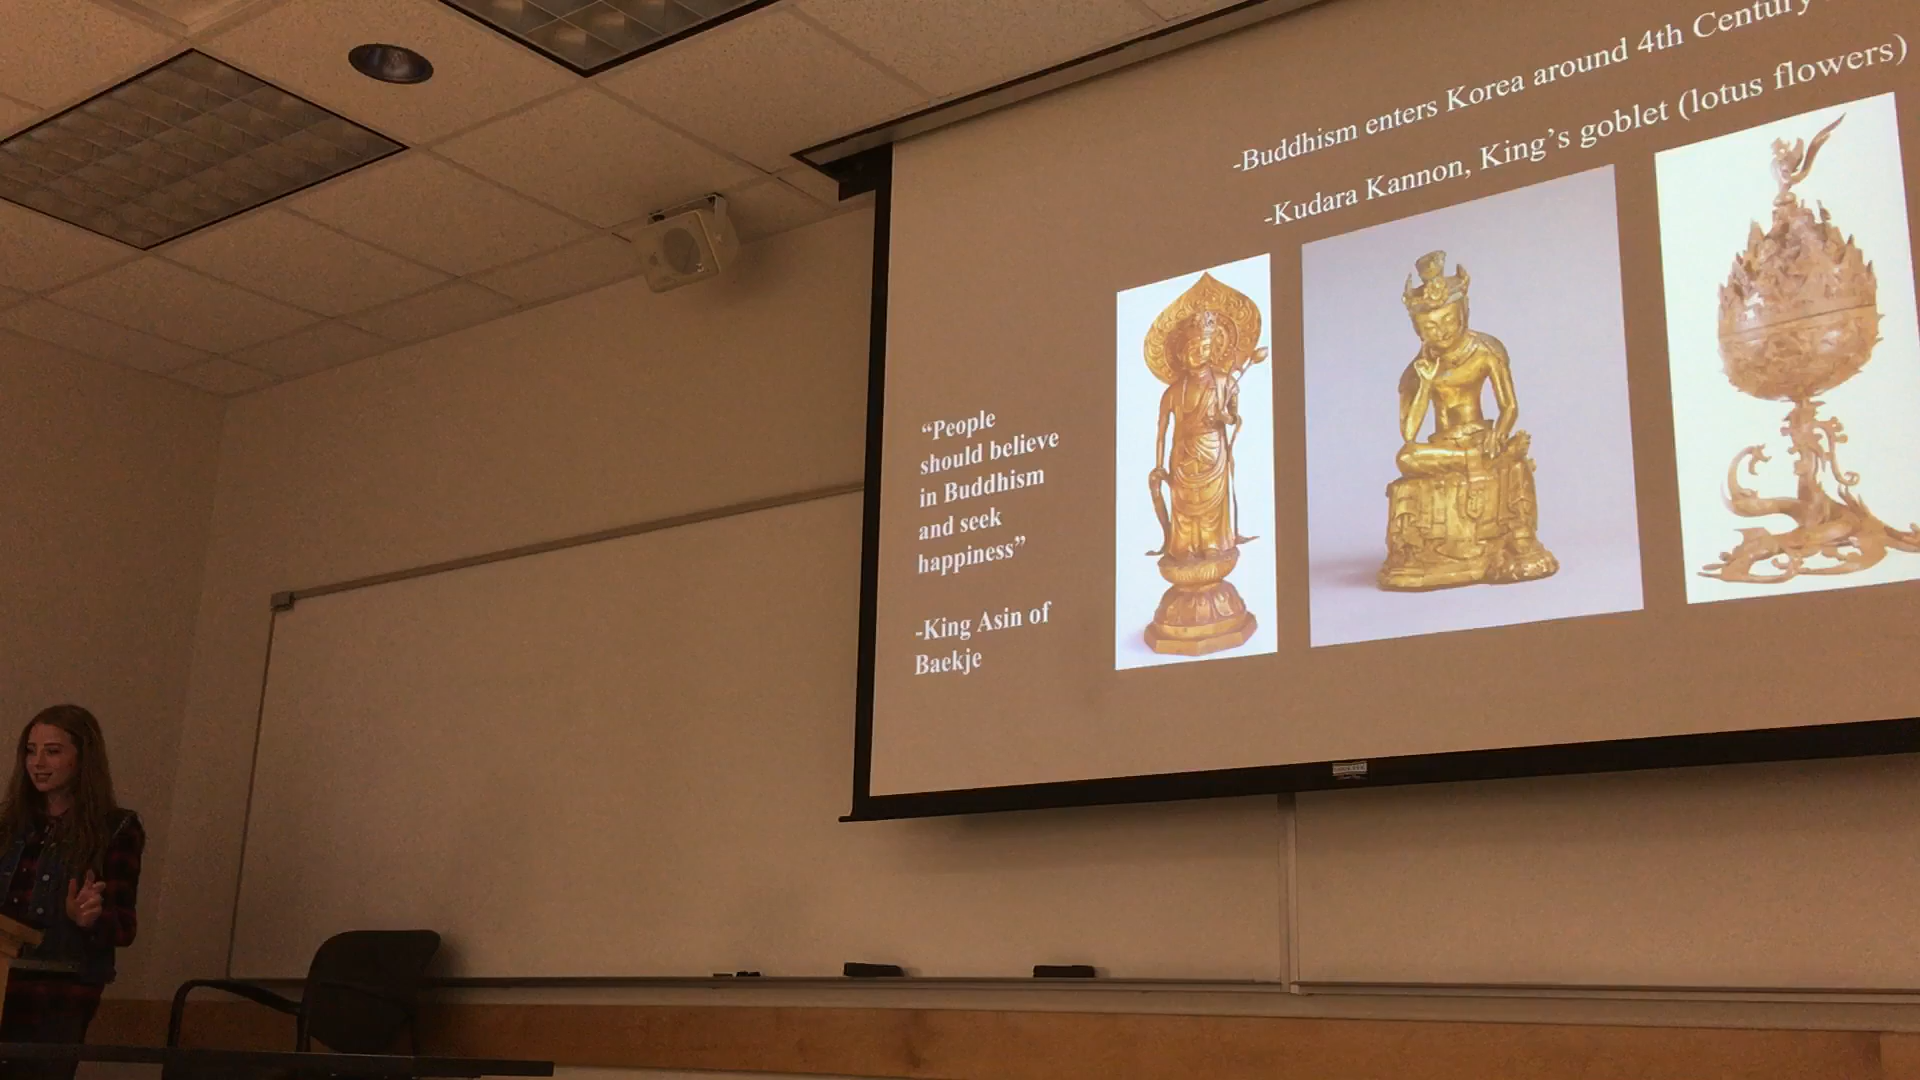 -Buddhism enters Korea around 4th Century
-Kudara Kannon, King’s goblet (lotus flowers)
“People
should believe
in Buddhism
and seek
happiness”
-King Asin of
Baekje